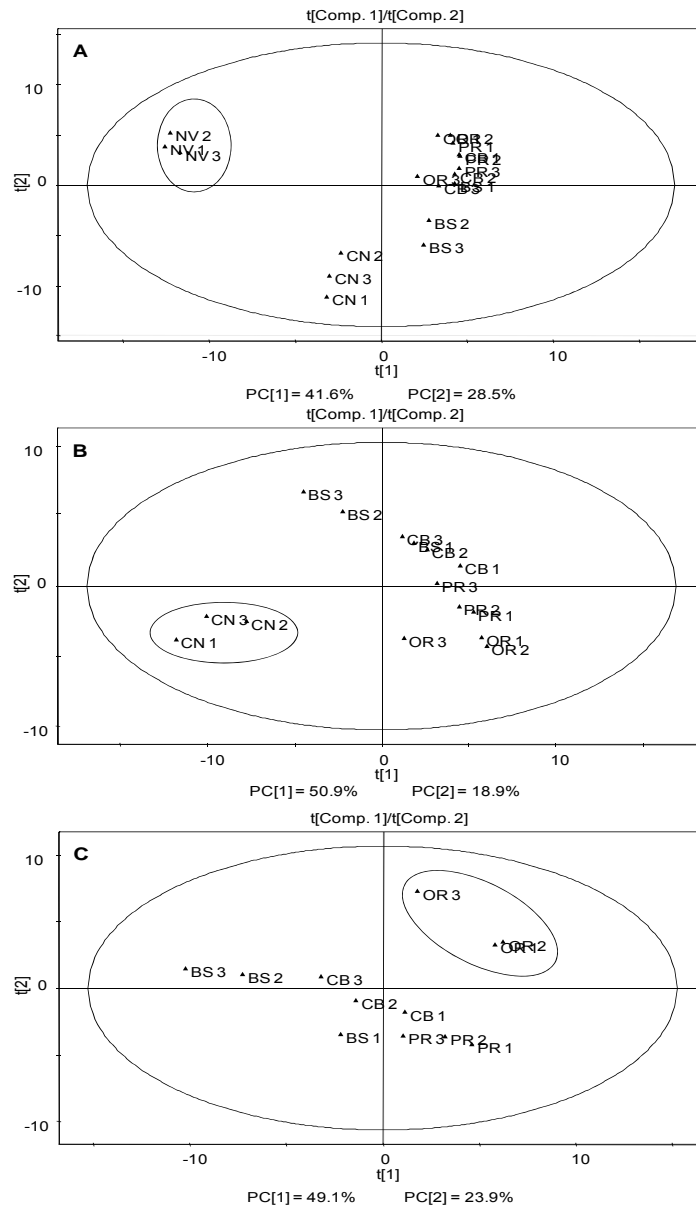 t[Comp. 1]/t[Comp. 2]
A
10
NV 2
NV 1
NV 3
PR 1
PR 2
PR 3
t[2]
0
OR 3
CB 2
CB 3
BS 1
BS 2
BS 3
CN 2
CN 3
CN 1
-10
-10 0 10
t[1]
PC[1] = 41.6% PC[2] = 28.5%
t[Comp. 1]/t[Comp. 2]
B
10
BS 3
BS 2
CB 3
BS 1
CB 2
CB 1
t[2]
0
PR 3
PR 2
PR 1
CN 3
CN 2
CN 1
OR 3
OR 1
OR 2
-10
-10 0 10
t[1]
PC[1] = 50.9% PC[2] = 18.9%
t[Comp. 1]/t[Comp. 2]
C
10
OR 3
OR 2
OR 1
BS 3
BS 2
CB 3
t[2]
0
CB 2
CB 1
BS 1
PR 3
PR 2
PR 1
-10
-10 0 10
t[1]
PC[1] = 49.1% PC[2] = 23.9%